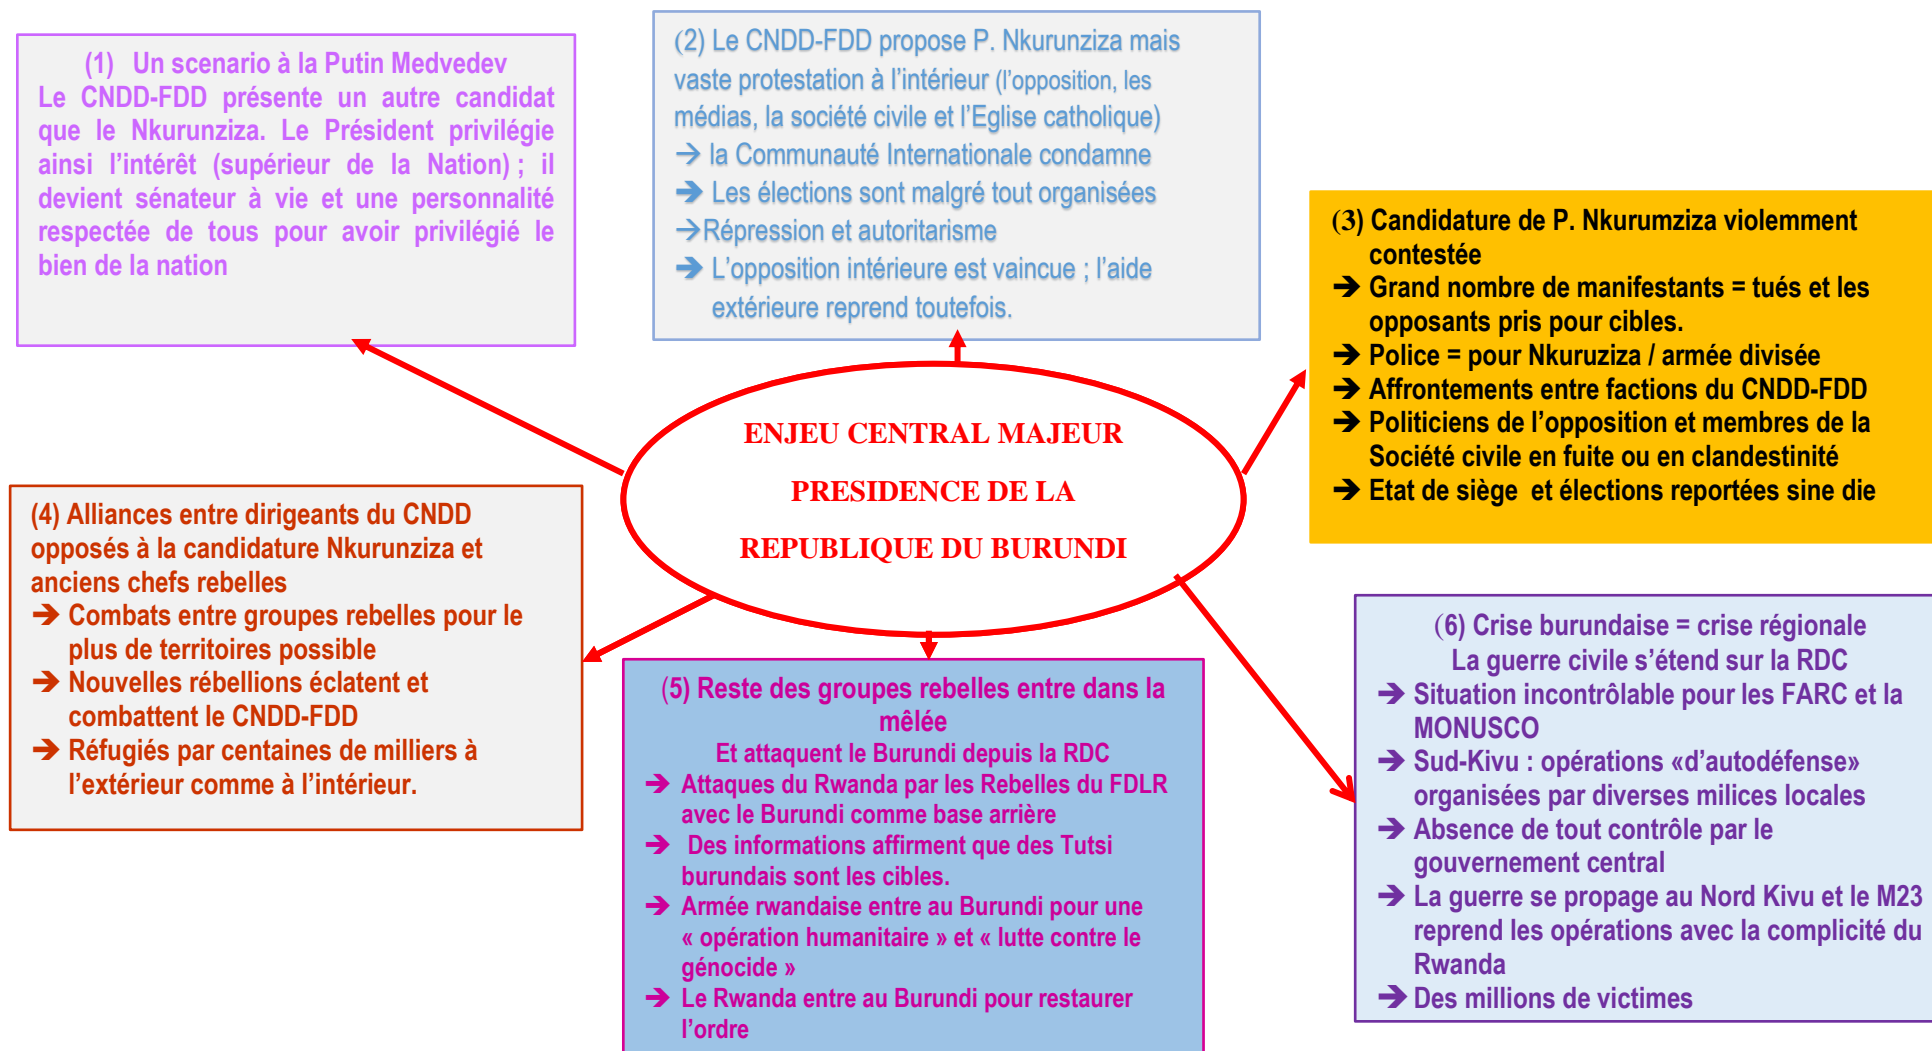 (1) Un scenario à la Putin Medvedev
Le CNDD-FDD présente un autre candidat
que le Nkurunziza. Le Président privilégie
ainsi l’intérêt (supérieur de la Nation) ; il
devient sénateur à vie et une personnalité
respectée de tous pour avoir privilégié le
bien de la nation
(2) Le CNDD-FDD propose P. Nkurunziza mais
vaste protestation à l’intérieur (l’opposition, les
médias, la société civile et l’Eglise catholique)
→ la Communauté Internationale condamne
➔ Les élections sont malgré tout organisées
→Répression et autoritarisme
➔ L’opposition intérieure est vaincue ; l’aide
extérieure reprend toutefois.
(3) Candidature de P. Nkurumziza violemment
contestée
➔ Grand nombre de manifestants = tués et les
opposants pris pour cibles.
➔ Police = pour Nkuruziza / armée divisée
➔ Affrontements entre factions du CNDD-FDD
➔ Politiciens de l’opposition et membres de la
Société civile en fuite ou en clandestinité
➔ Etat de siège et élections reportées sine die
ENJEU CENTRAL MAJEUR
PRESIDENCE DE LA
REPUBLIQUE DU BURUNDI
(4) Alliances entre dirigeants du CNDD
opposés à la candidature Nkurunziza et
anciens chefs rebelles
➔ Combats entre groupes rebelles pour le
plus de territoires possible
➔ Nouvelles rébellions éclatent et
combattent le CNDD-FDD
➔ Réfugiés par centaines de milliers à
l’extérieur comme à l’intérieur.
(5) Reste des groupes rebelles entre dans la
mêlée
Et attaquent le Burundi depuis la RDC
➔ Attaques du Rwanda par les Rebelles du FDLR
avec le Burundi comme base arrière
➔ Des informations affirment que des Tutsi
burundais sont les cibles.
➔ Armée rwandaise entre au Burundi pour une
« opération humanitaire » et « lutte contre le
génocide »
➔ Le Rwanda entre au Burundi pour restaurer
l’ordre
(6) Crise burundaise = crise régionale
La guerre civile s’étend sur la RDC
➔ Situation incontrôlable pour les FARC et la
MONUSCO
➔ Sud-Kivu : opérations «d’autodéfense»
organisées par diverses milices locales
➔ Absence de tout contrôle par le
gouvernement central
➔ La guerre se propage au Nord Kivu et le M23
reprend les opérations avec la complicité du
Rwanda
➔ Des millions de victimes